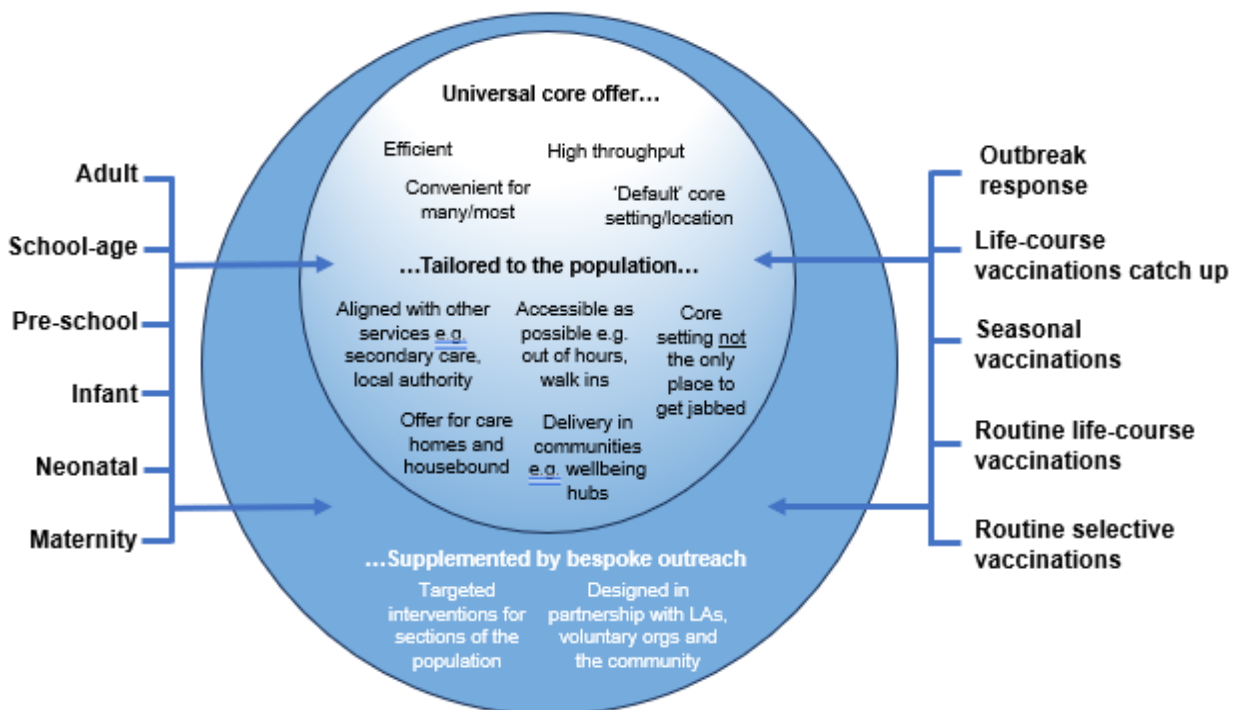 Universal core offer...
Efficient
High throughput
Convenient for
many/most
'Default' core
setting/location
...Tailored to the population...
Aligned with other
services e.g.
secondary care,
local authority
Accessible as
possible e.g.
out of hours,
walk ins
Core
setting not
the only
place to
get jabbed
Offer for care
homes and
housebound
Delivery in
communities
e.g. wellbeing
hubs
...Supplemented by bespoke outreach
Targeted
interventions for
sections of the
population
Designed in
partnership with LAs,
voluntary orgs and
the community
Adult
School-age
Pre-school
Infant
Neonatal
Maternity
Outbreak
response
Life-course
vaccinations catch up
Seasonal
vaccinations
Routine life-course
vaccinations
Routine selective
vaccinations